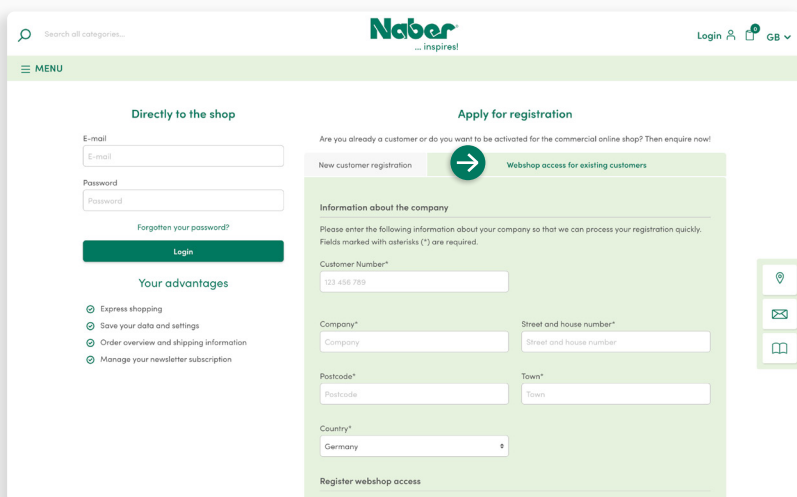 Search all categories...
Naber
... inspires!
Login
0
GB
MENU
Directly to the shop
E-mail
E-mail
Password
Password
Forgotten your password?
Login
Your advantages
Express shopping
Save your data and settings
Order overview and shipping information
Manage your newsletter subscription
Apply for registration
Are you already a customer or do you want to be activated for the commercial online shop? Then enquire now!
New customer registration
Webshop access for existing customers
Information about the company
Please enter the following information about your company so that we can process your registration quickly.
Fields marked with asterisks (*) are required.
Customer Number*
123 456 789
Company*
Street and house number*
Company
Street and house number
Postcode*
Town*
Postcode
Town
Country*
Germany
Register webshop access